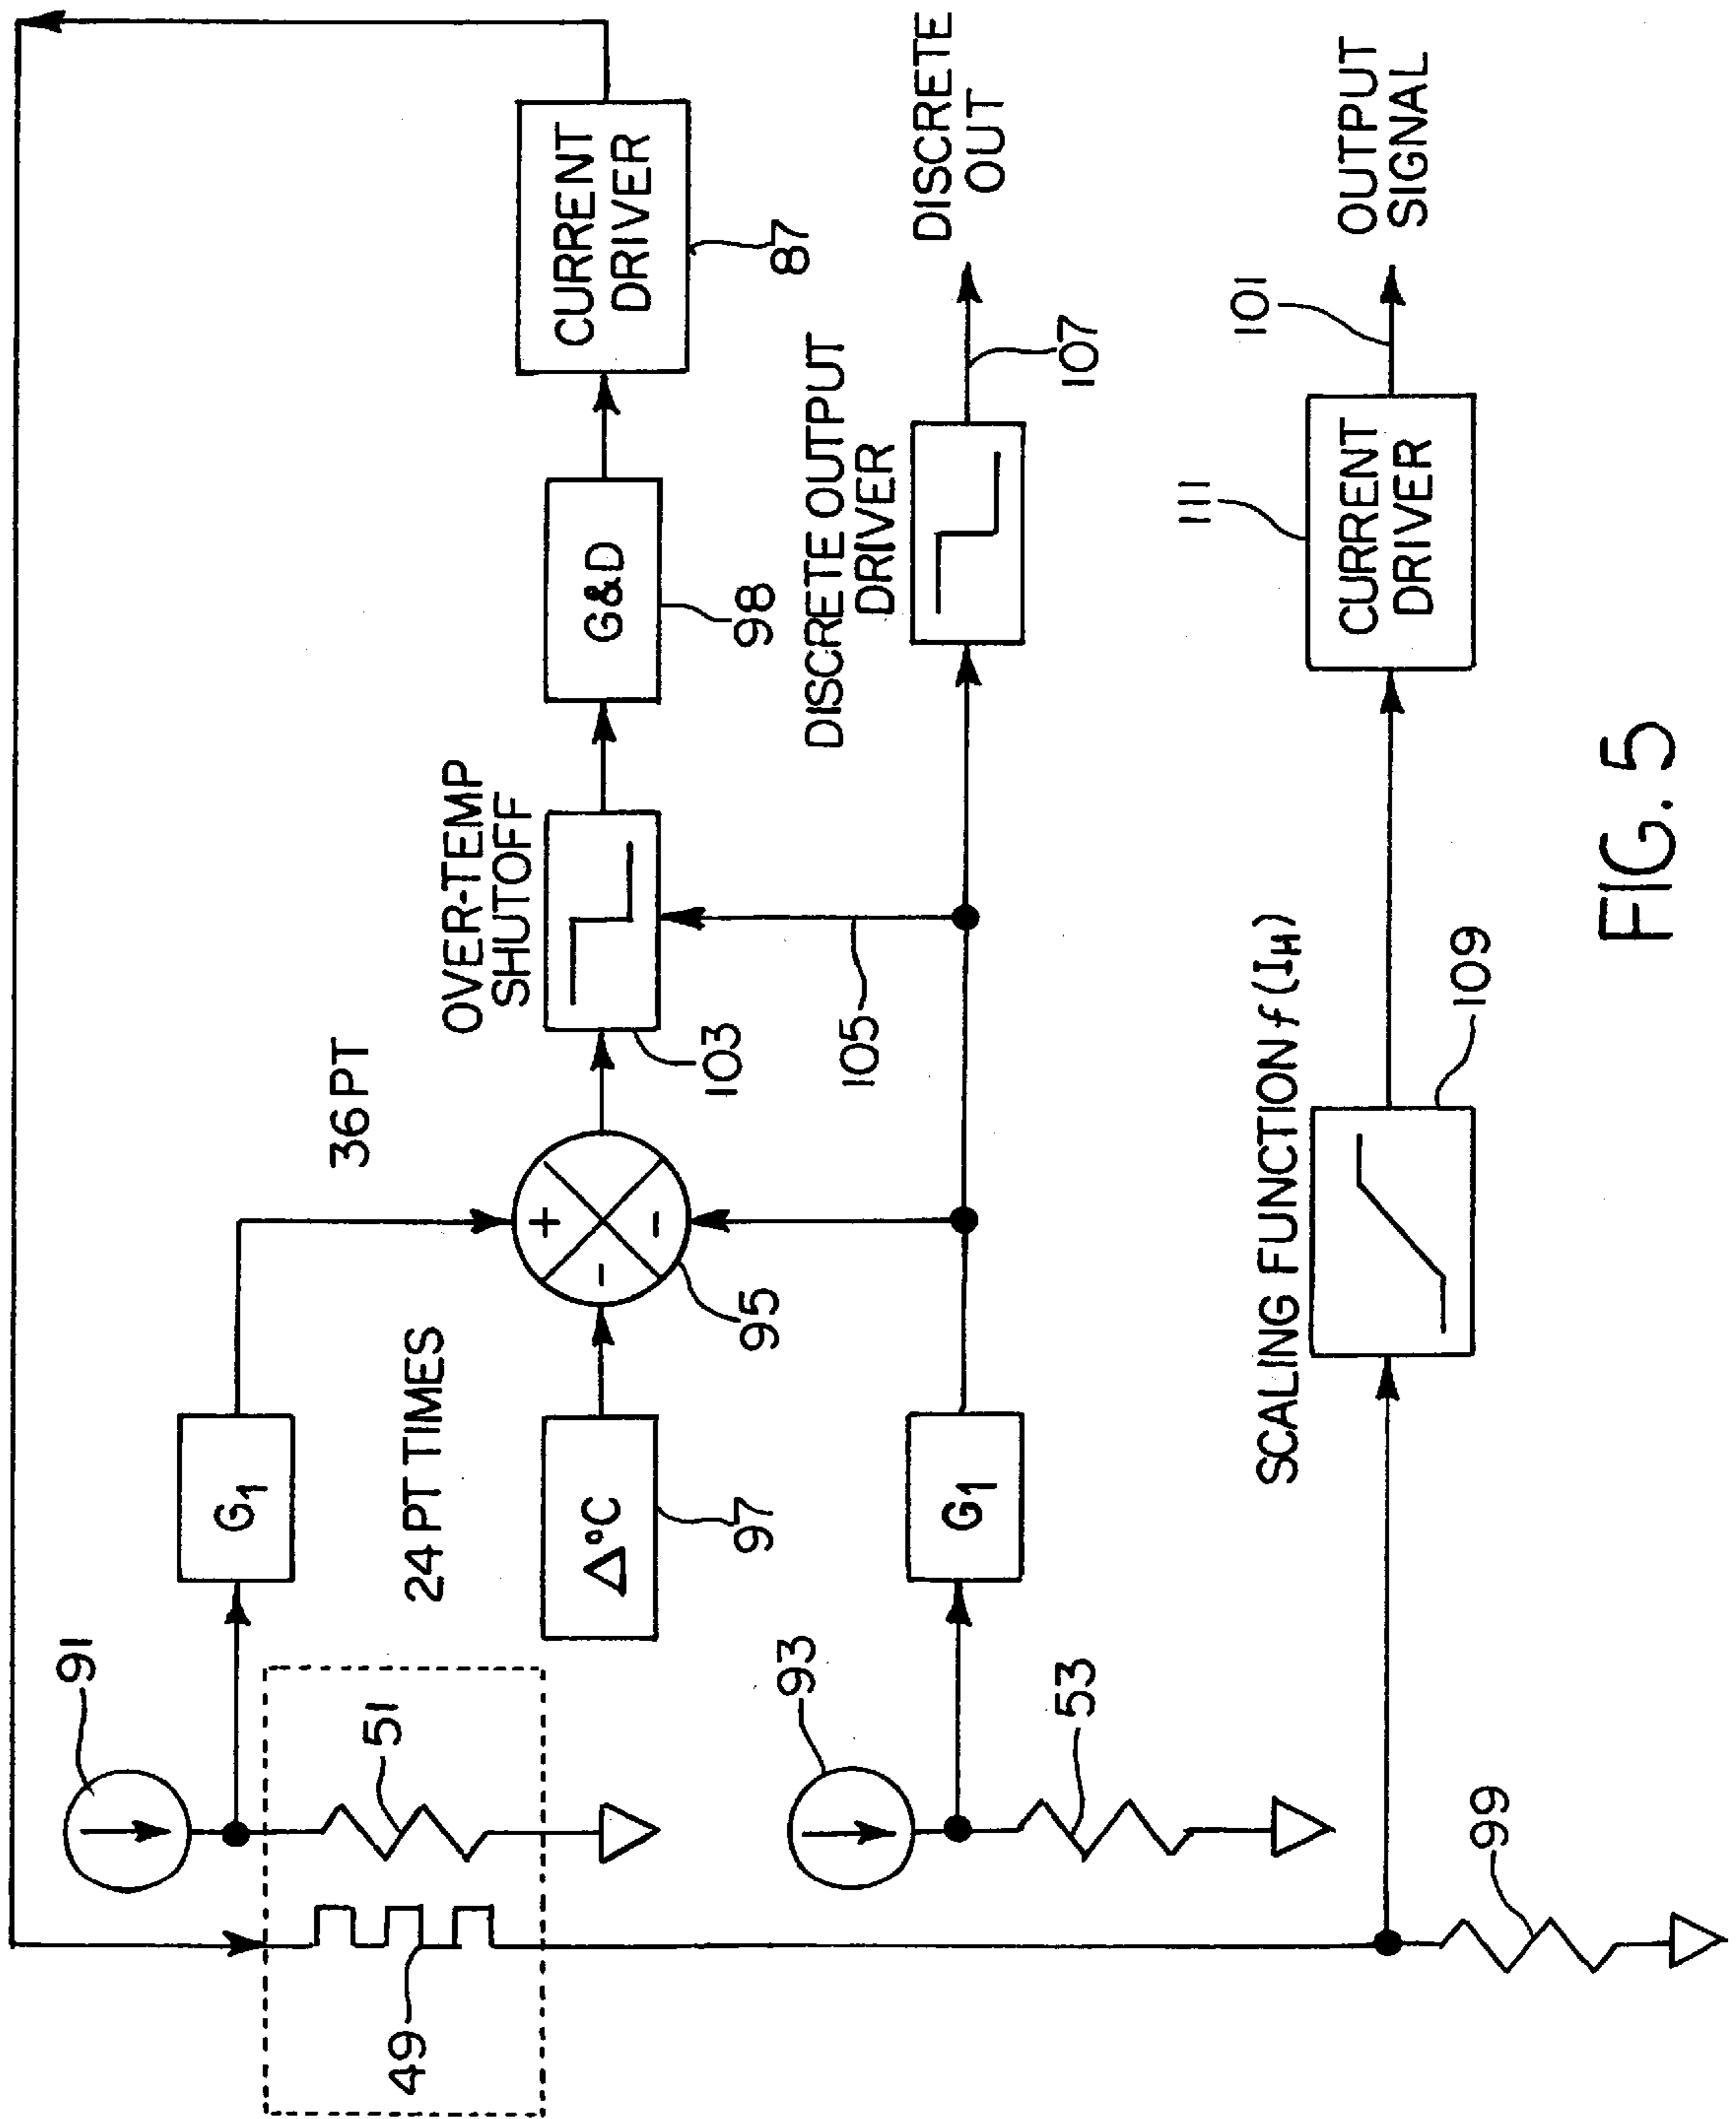 91
G1
51
49
24 PT TIMES
36 PT
Δ°C
97
+
-
-
95
OVER-TEMP
SHUTOFF
103
G&D
98
CURRENT
DRIVER
87
93
53
G1
105
DISCRETE OUTPUT
DRIVER
107
DISCRETE
OUT
99
SCALING FUNCTION f(IH)
109
111
CURRENT
DRIVER
101
OUTPUT
SIGNAL
FIG. 5